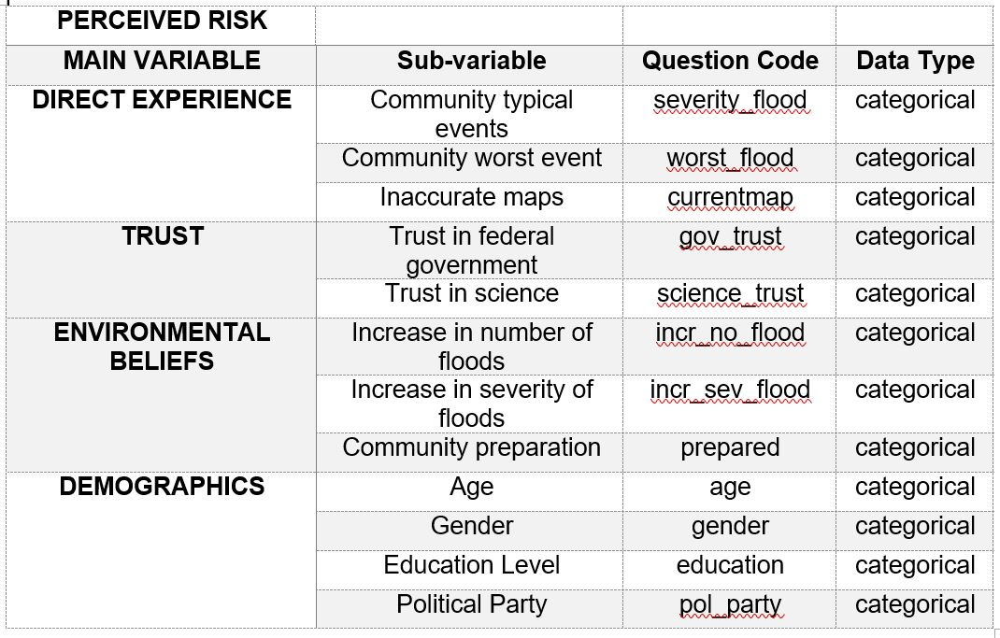 PERCEIVED RISK
MAIN VARIABLE Sub-variable Question Code Data Type
DIRECT EXPERIENCE Community typical severity_flood categorical
events
Community worst event worst_flood categorical
Inaccurate maps currentmap categorical
TRUST Trust in federal gov_trust categorical
government
Trust in science science_trust categorical
ENVIRONMENTAL Increase in number of incr_no_flood categorical
BELIEFS floods
Increase in severity of incr_sev_flood categorical
floods
Community preparation prepared categorical
DEMOGRAPHICS Age age categorical
Gender gender categorical
Education Level education categorical
Political Party pol_party categorical